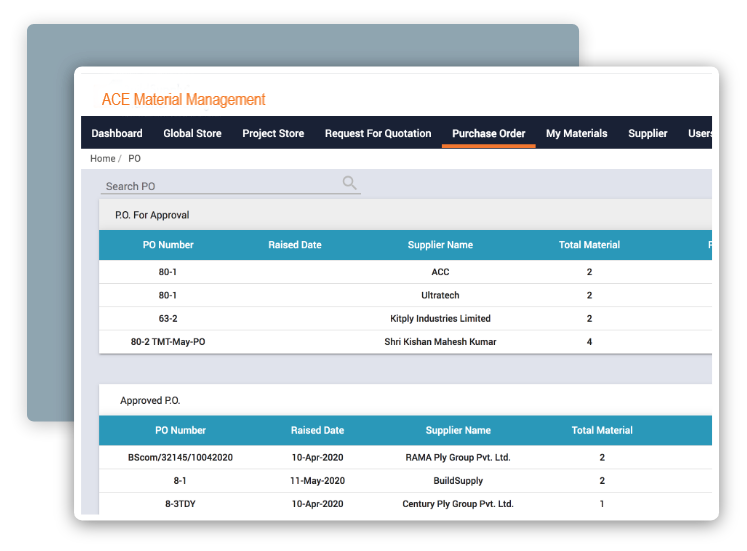 ACE Material Management
Dashboard Global Store Project Store Request For Quotation Purchase Order My Materials Supplier Users
Home / PO
Search PO
P.O. For Approval
PO Number Raised Date Supplier Name Total Material
80-1 ACC 2
80-1 Ultratech 2
63-2 Kitply Industries Limited 2
80-2 TMT-May-PO Shri Kishan Mahesh Kumar 4
Approved P.O.
PO Number Raised Date Supplier Name Total Material
BScom/32145/10042020 10-Apr-2020 RAMA Ply Group Pvt. Ltd. 2
8-1 11-May-2020 BuildSupply 2
8-3TDY 10-Apr-2020 Century Ply Group Pvt. Ltd. 1